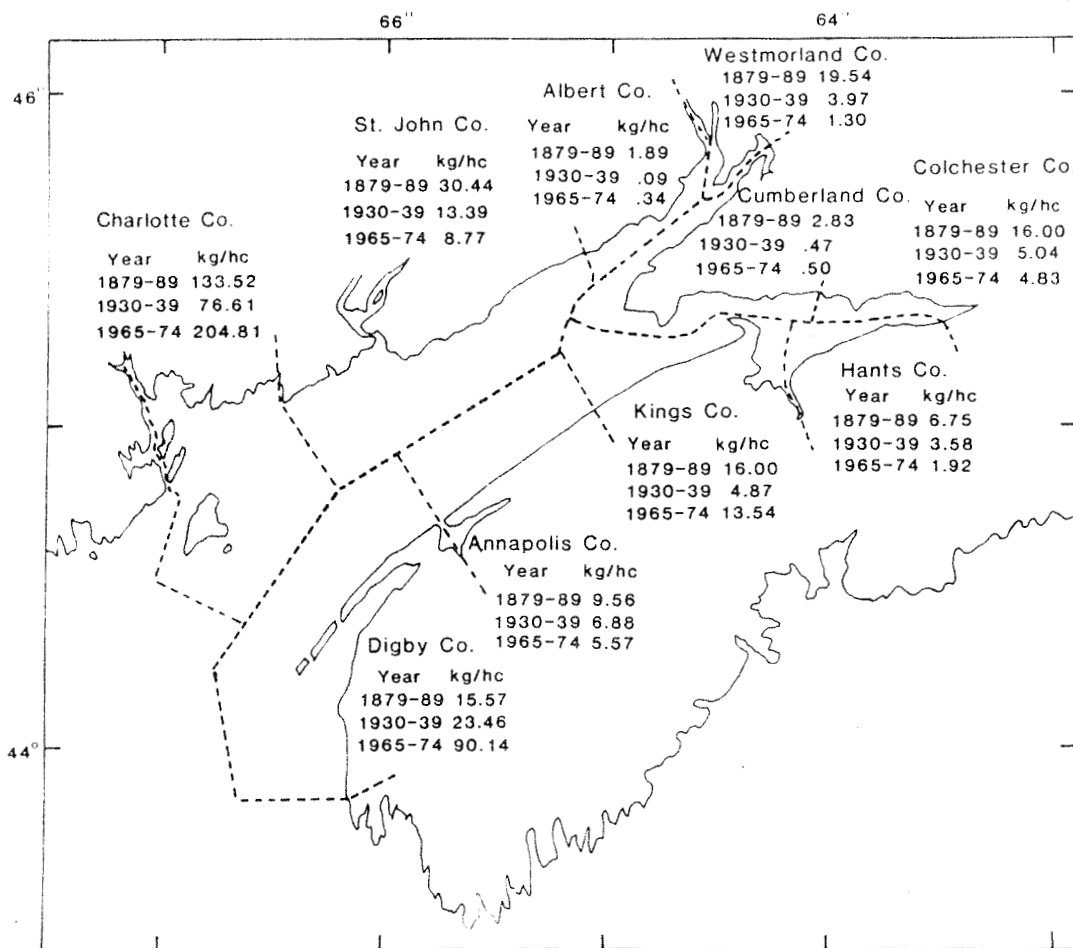 66"
64"
46"
44°
Westmorland Co.
1879-89 19.54
1930-39 3.97
1965-74 1.30
Albert Co.
Year kg/hc
1879-89 1.89
1930-39 .09
1965-74 .34
St. John Co.
Year kg/hc
1879-89 30.44
1930-39 13.39
1965-74 8.77
Colchester Co.
Year kg/hc
1879-89 16.00
1930-39 5.04
1965-74 4.83
Cumberland Co.
1879-89 2.83
1930-39 .47
1965-74 .50
Charlotte Co.
Year kg/hc
1879-89 133.52
1930-39 76.61
1965-74 204.81
Hants Co.
Year kg/hc
1879-89 6.75
1930-39 3.58
1965-74 1.92
Kings Co.
Year kg/hc
1879-89 16.00
1930-39 4.87
1965-74 13.54
Annapolis Co.
Year kg/hc
1879-89 9.56
1930-39 6.88
1965-74 5.57
Digby Co.
Year kg/hc
1879-89 15.57
1930-39 23.46
1965-74 90.14